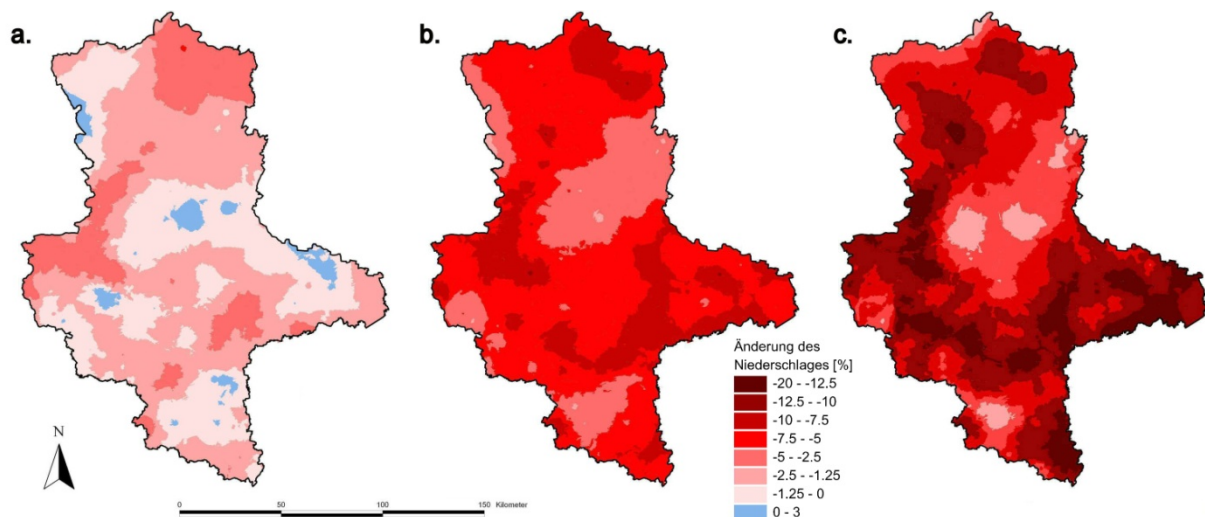 a.
b.
c.
Änderung des
Niederschlages [%]
-20 - -12.5
-12.5 - -10
-10 - -7.5
-7.5 - -5
-5 - -2.5
-2.5 - -1.25
-1.25 - 0
0 - 3
N
0 50 100 150 Kilometer